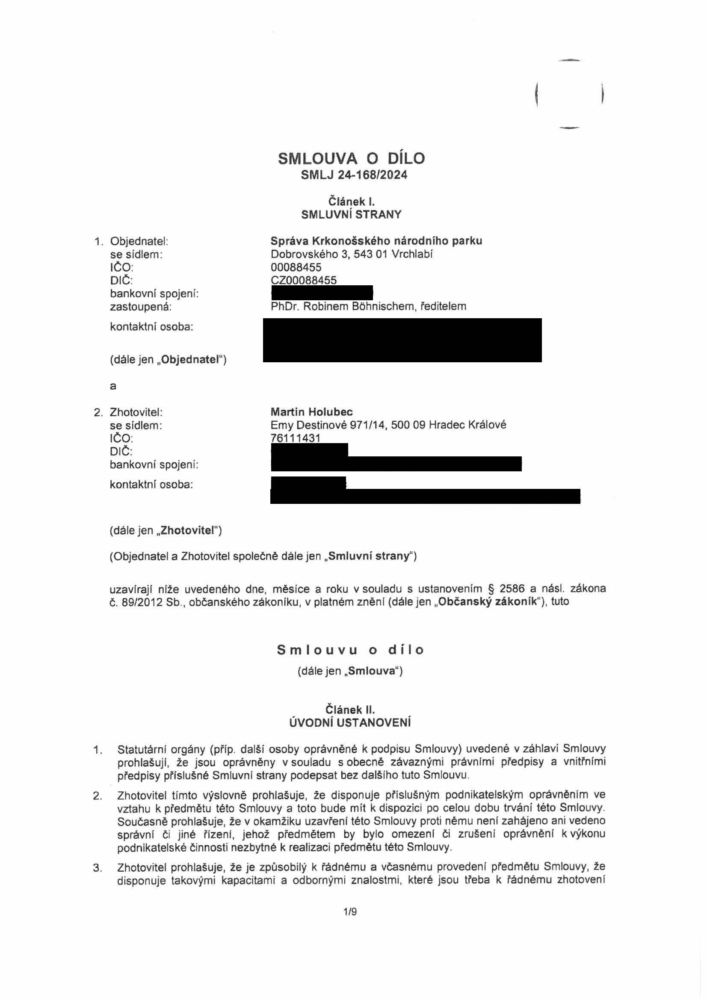 SMLOUVA O DÍLO
SMLJ 24-168/2024
Článek I.
SMLUVNÍ STRANY
1. Objednatel: Správa Krkonošského národního parku
se sídlem: Dobrovského 3, 543 01 Vrchlabí
IČO: 00088455
DIČ: CZ00088455
bankovní spojení:
zastoupená: PhDr. Robinem Böhnischem, ředitelem
kontaktní osoba:
(dále jen „Objednatel“)
a
2. Zhotovitel: Martin Holubec
se sídlem: Emy Destinové 971/14, 500 09 Hradec Králové
IČO: 76111431
DIČ:
bankovní spojení:
kontaktní osoba:
(dále jen „Zhotovitel“)
(Objednatel a Zhotovitel společně dále jen „Smluvní strany“)
uzavírají níže uvedeného dne, měsíce a roku v souladu s ustanovením § 2586 a násl. zákona
č. 89/2012 Sb., občanského zákoníku, v platném znění (dále jen „Občanský zákoník“), tuto
Smlouvu o dílo
(dále jen „Smlouva“)
Článek II.
ÚVODNÍ USTANOVENÍ
1. Statutární orgány (příp. další osoby oprávněné k podpisu Smlouvy) uvedené v záhlaví Smlouvy
prohlašují, že jsou oprávněny v souladu s obecně závaznými právními předpisy a vnitřními
předpisy příslušné Smluvní strany podepsat bez dalšího tuto Smlouvu.
2. Zhotovitel tímto výslovně prohlašuje, že disponuje příslušným podnikatelským oprávněním ve
vztahu k předmětu této Smlouvy a toto bude mít k dispozici po celou dobu trvání této Smlouvy.
Současně prohlašuje, že v okamžiku uzavření této Smlouvy proti němu není zahájeno ani vedeno
správní či jiné řízení, jehož předmětem by bylo omezení či zrušení oprávnění k výkonu
podnikatelské činnosti nezbytné k realizaci předmětu této Smlouvy.
3. Zhotovitel prohlašuje, že je způsobilý k řádnému a včasnému provedení předmětu Smlouvy, že
disponuje takovými kapacitami a odbornými znalostmi, které jsou třeba k řádnému zhotovení
1/9